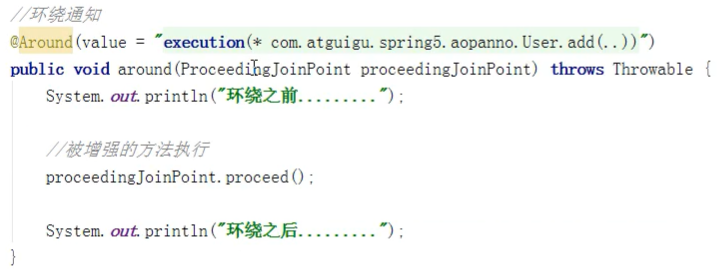 //环绕通知
@Around(value = "execution(* com.atguigu.spring5.aopanno.User.add(..))")
public void around(ProceedingJoinPoint proceedingJoinPoint) throws Throwable {
System.out.println("环绕之前.........");
//被增强的方法执行
proceedingJoinPoint.proceed();
System.out.println("环绕之后.........");
}